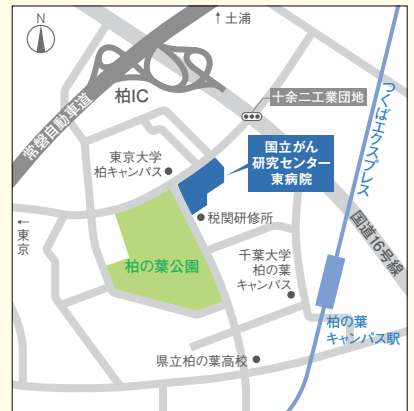 N
↑土浦
柏IC
常磐自動車道
十余二工業団地
つくばエクスプレス
東京大学
柏キャンパス
国立がん
研究センター
東病院
←
東京
税関研修所
国道16号線
柏の葉公園
千葉大学
柏の葉
キャンパス
柏の葉
キャンパス駅
県立柏の葉高校